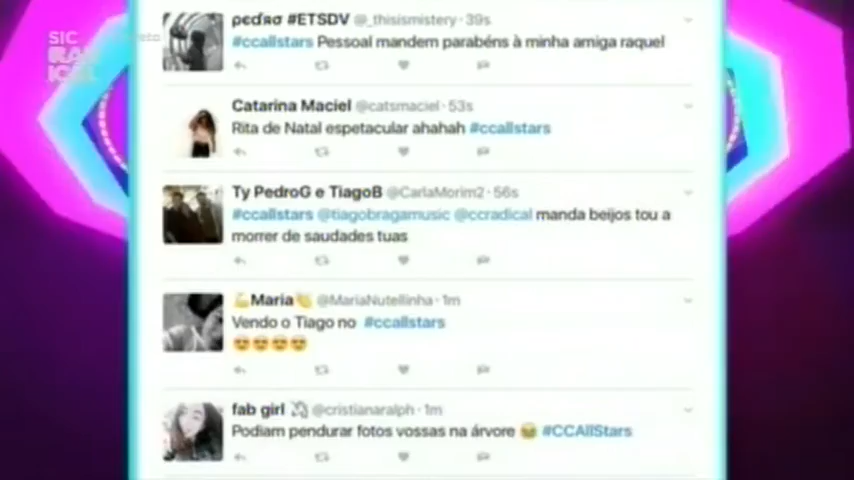 SIC
RADICAL
ρєdяσ #ETSDV @_thisismistery · 39s
#ccallstars Pessoal mandem parabéns à minha amiga raquel
Catarina Maciel @catsmaciel · 53s
Rita de Natal espetacular ahahah #ccallstars
Ty PedroG e TiagoB @CarlaMorim2 · 56s
#ccallstars @tiagobragamusic @ccradical manda beijos tou a
morrer de saudades tuas
💪Maria👏 @MariaNutellinha · 1m
Vendo o Tiago no #ccallstars
😍😍😍😍
fab girl @cristianaralph · 1m
Podiam pendurar fotos vossas na árvore 😂 #CCAllStars